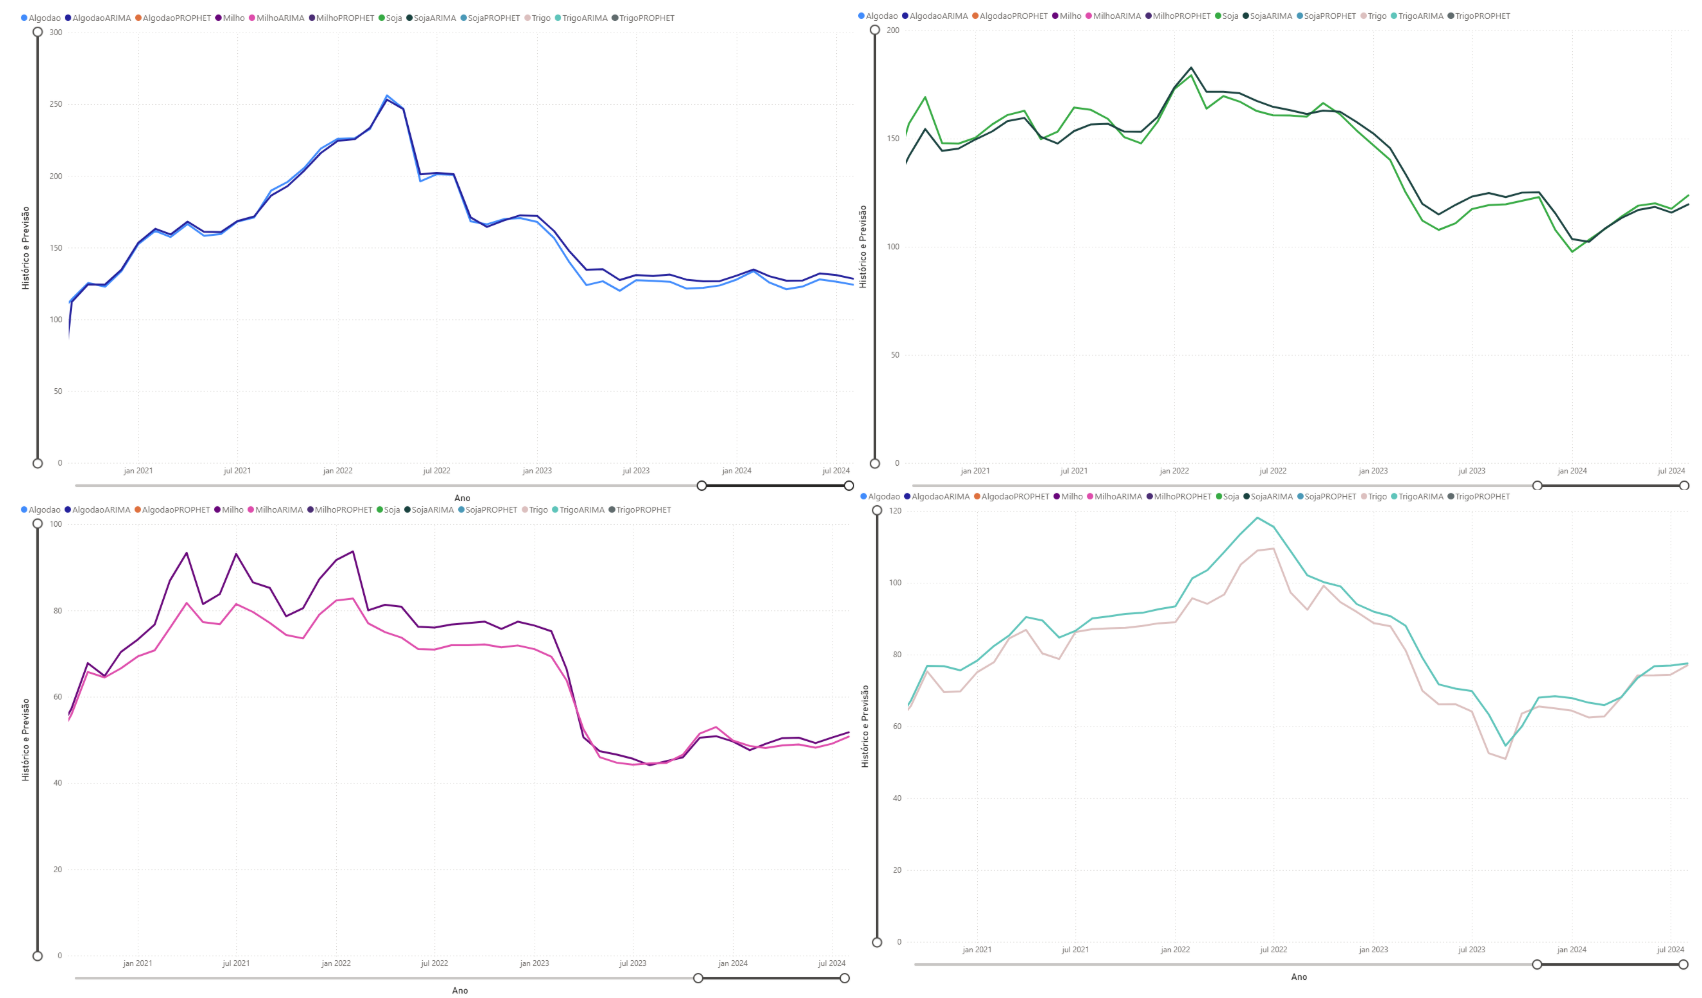 Algodao AlgodaoARIMA AlgodaoPROPHET Milho MilhoARIMA MilhoPROPHET Soja SojaARIMA SojaPROPHET Trigo TrigoARIMA TrigoPROPHET
300
250
200
150
100
50
0
Histórico e Previsão
jan 2021 jul 2021 jan 2022 jul 2022 jan 2023 jul 2023 jan 2024 jul 2024
Ano
Algodao AlgodaoARIMA AlgodaoPROPHET Milho MilhoARIMA MilhoPROPHET Soja SojaARIMA SojaPROPHET Trigo TrigoARIMA TrigoPROPHET
200
150
100
50
0
Histórico e Previsão
jan 2021 jul 2021 jan 2022 jul 2022 jan 2023 jul 2023 jan 2024 jul 2024
Algodao AlgodaoARIMA AlgodaoPROPHET Milho MilhoARIMA MilhoPROPHET Soja SojaARIMA SojaPROPHET Trigo TrigoARIMA TrigoPROPHET
100
80
60
40
20
0
Histórico e Previsão
jan 2021 jul 2021 jan 2022 jul 2022 jan 2023 jul 2023 jan 2024 jul 2024
Ano
Algodao AlgodaoARIMA AlgodaoPROPHET Milho MilhoARIMA MilhoPROPHET Soja SojaARIMA SojaPROPHET Trigo TrigoARIMA TrigoPROPHET
120
100
80
60
40
20
0
Histórico e Previsão
jan 2021 jul 2021 jan 2022 jul 2022 jan 2023 jul 2023 jan 2024 jul 2024
Ano